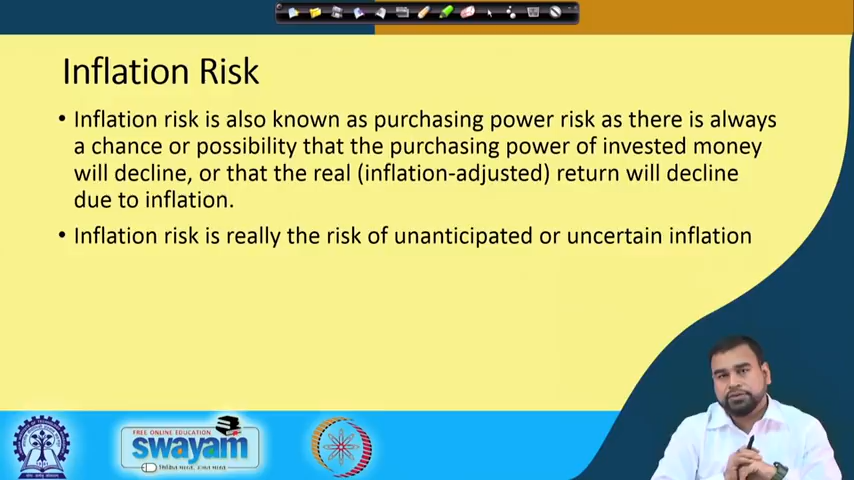 Inflation Risk
• Inflation risk is also known as purchasing power risk as there is always
a chance or possibility that the purchasing power of invested money
will decline, or that the real (inflation-adjusted) return will decline
due to inflation.
• Inflation risk is really the risk of unanticipated or uncertain inflation
FREE ONLINE EDUCATION
swayam